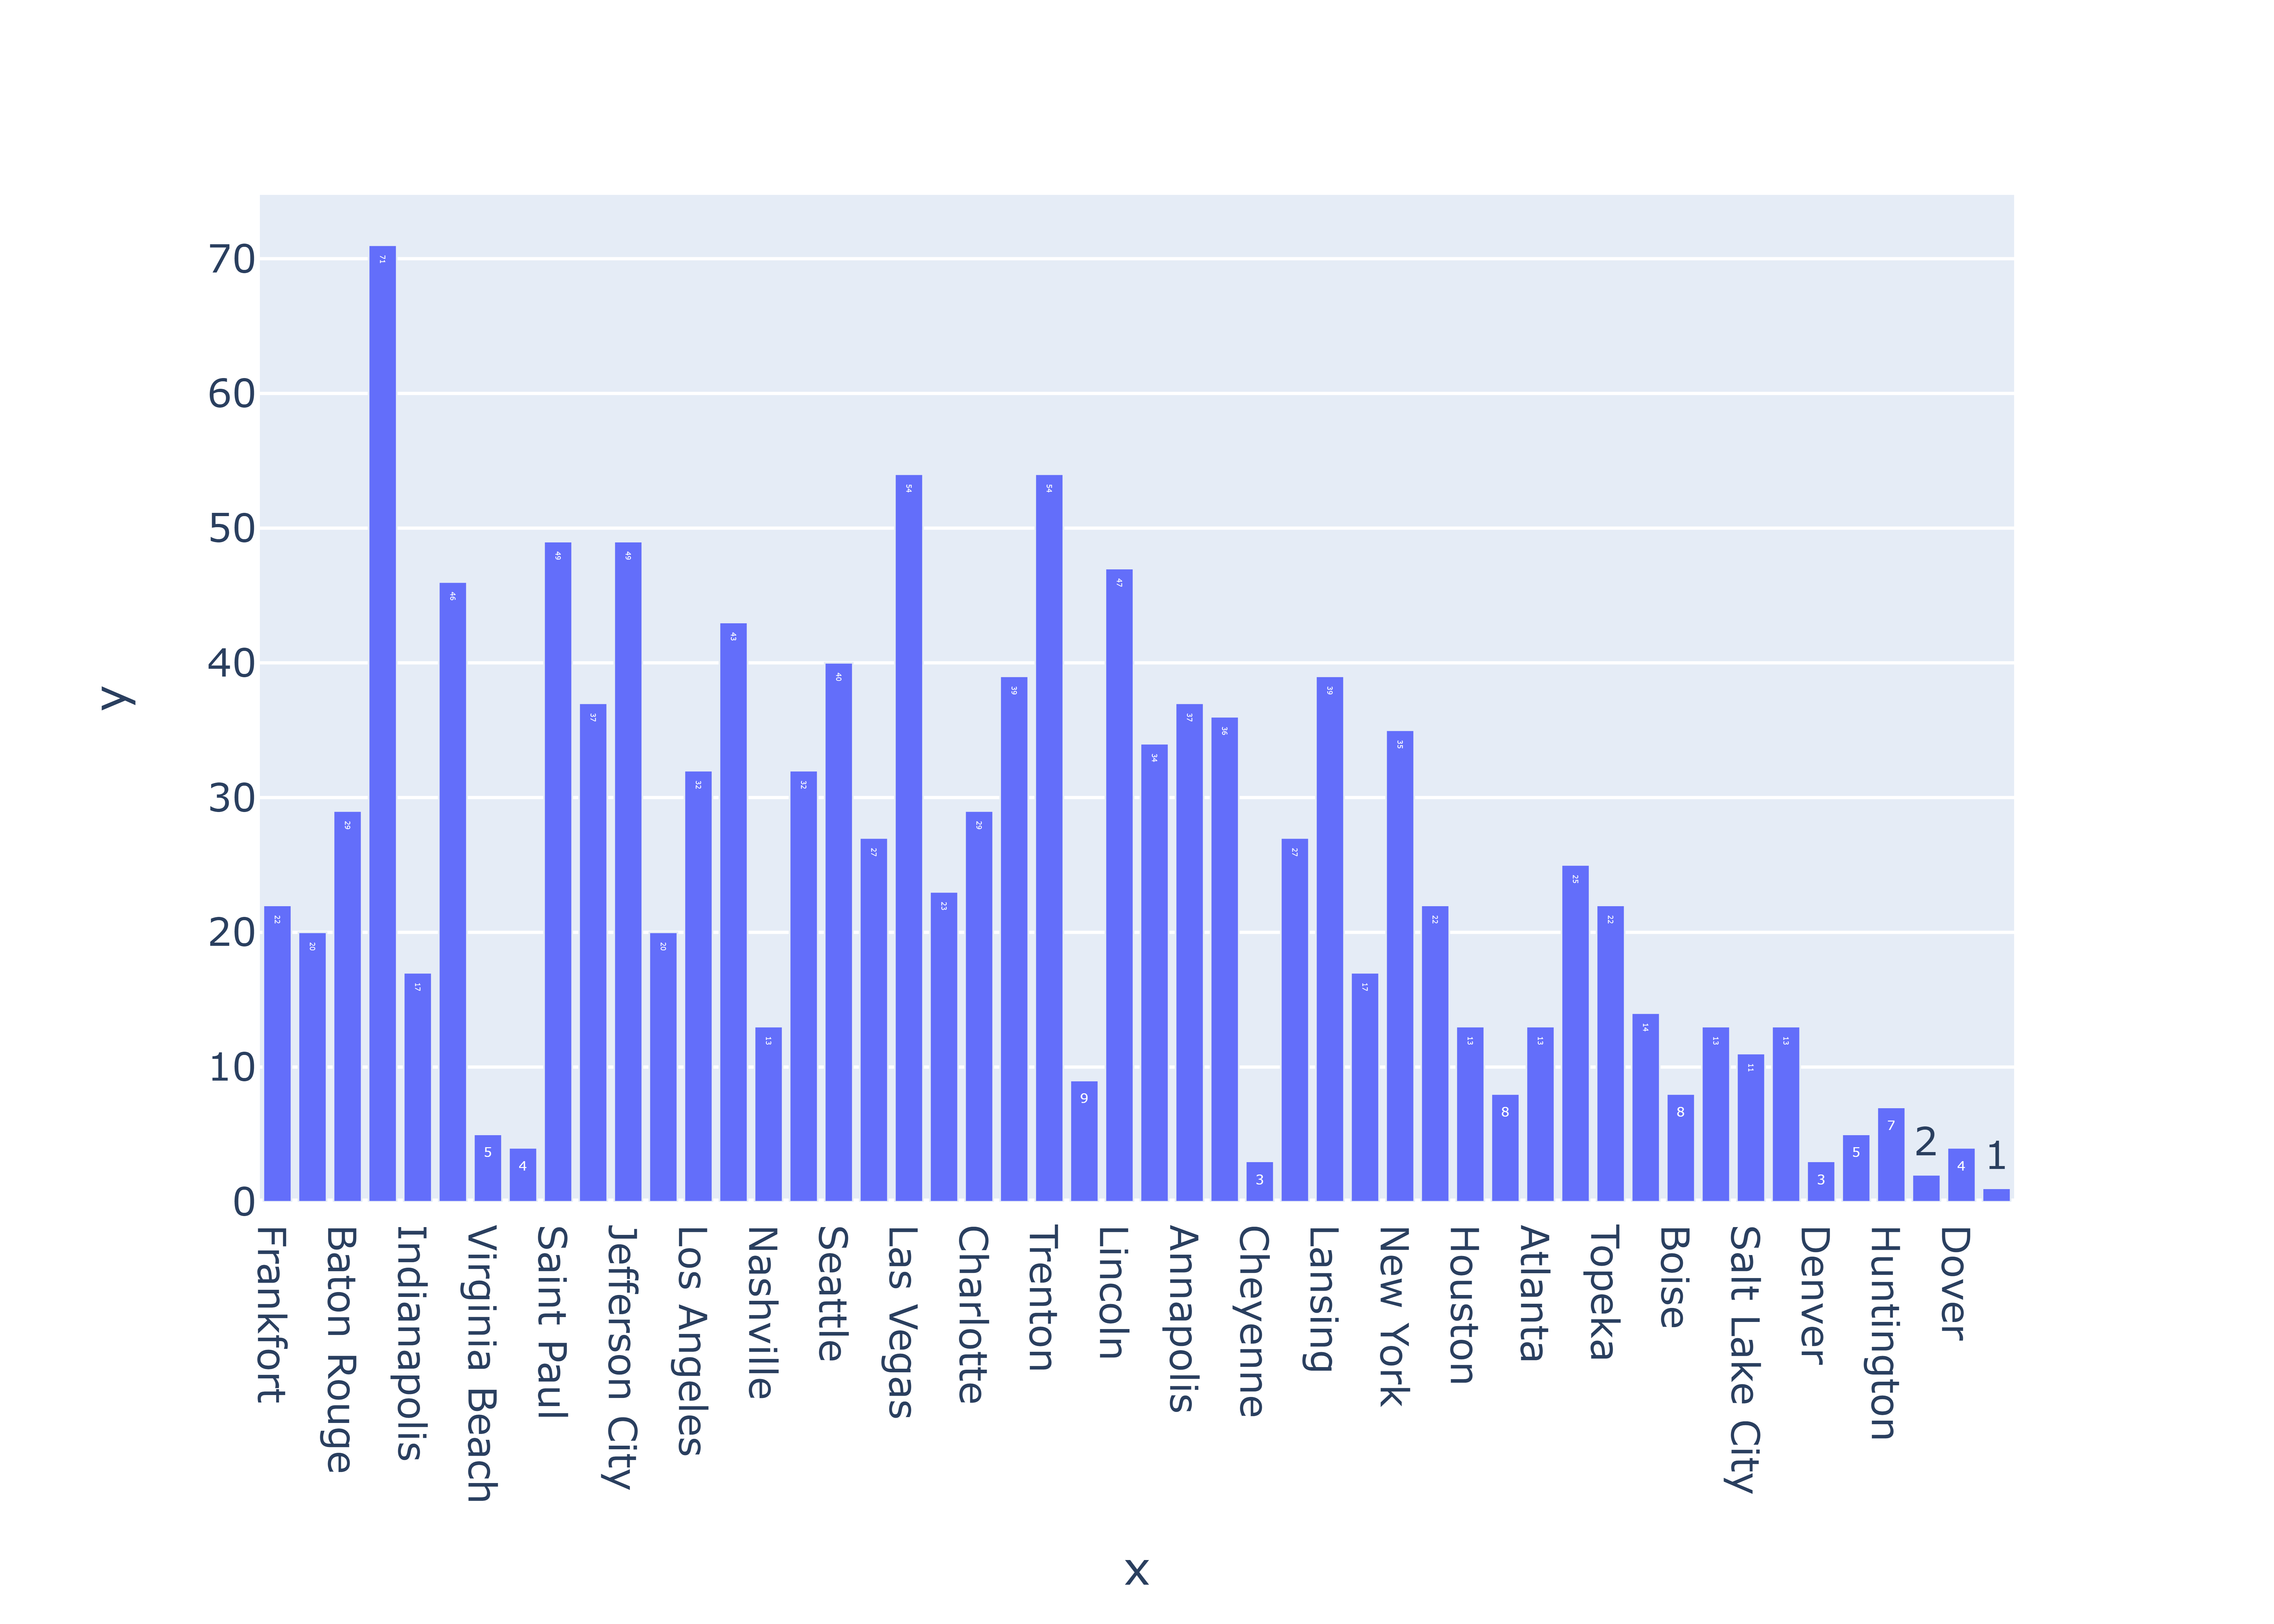 70
60
50
40
30
20
10
0
y
22
20
29
71
17
46
5
4
49
37
49
20
32
43
13
32
40
27
54
23
29
39
54
9
47
34
37
36
3
27
39
17
35
22
13
8
13
25
22
14
8
13
11
13
3
5
7
2
4
1
Frankfort
Baton Rouge
Indianapolis
Virginia Beach
Saint Paul
Jefferson City
Los Angeles
Nashville
Seattle
Las Vegas
Charlotte
Trenton
Lincoln
Annapolis
Cheyenne
Lansing
New York
Houston
Atlanta
Topeka
Boise
Salt Lake City
Denver
Huntington
Dover
x